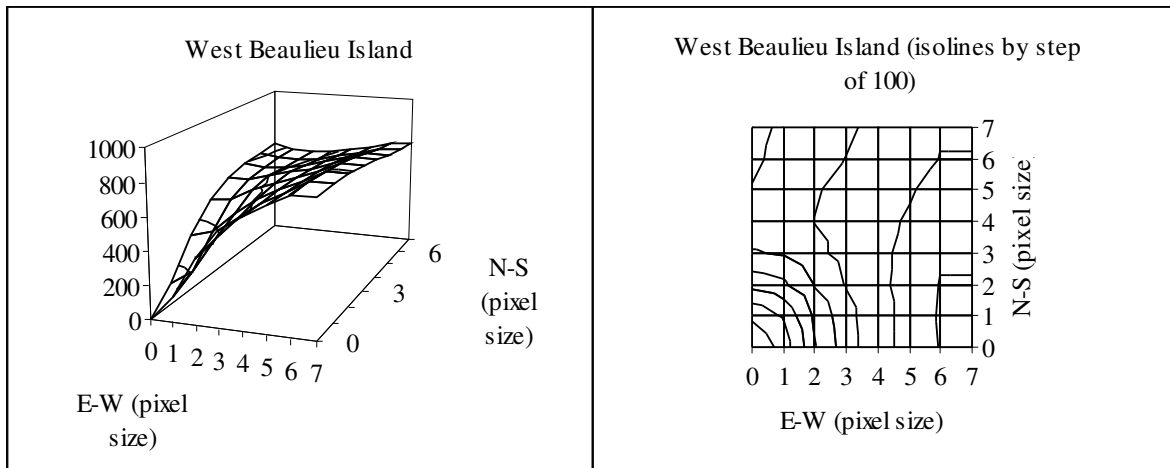 West Beaulieu Island
1000
800
600
400
200
0
0 1 2 3 4 5 6 7
0
3
6
E-W (pixel
size)
N-S
(pixel
size)
West Beaulieu Island (isolines by step
of 100)
7
6
5
4
3
2
1
0
0 1 2 3 4 5 6 7
N-S (pixel size)
E-W (pixel size)